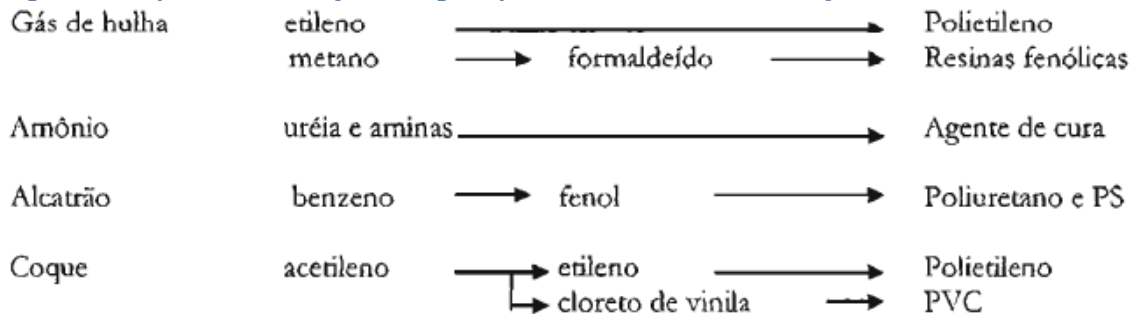 Gás de hulha etileno Polietileno
metano formaldeído Resinas fenólicas
Amônio uréia e aminas Agente de cura
Alcatrão benzeno fenol Poliuretano e PS
Coque acetileno etileno Polietileno
cloreto de vinila PVC